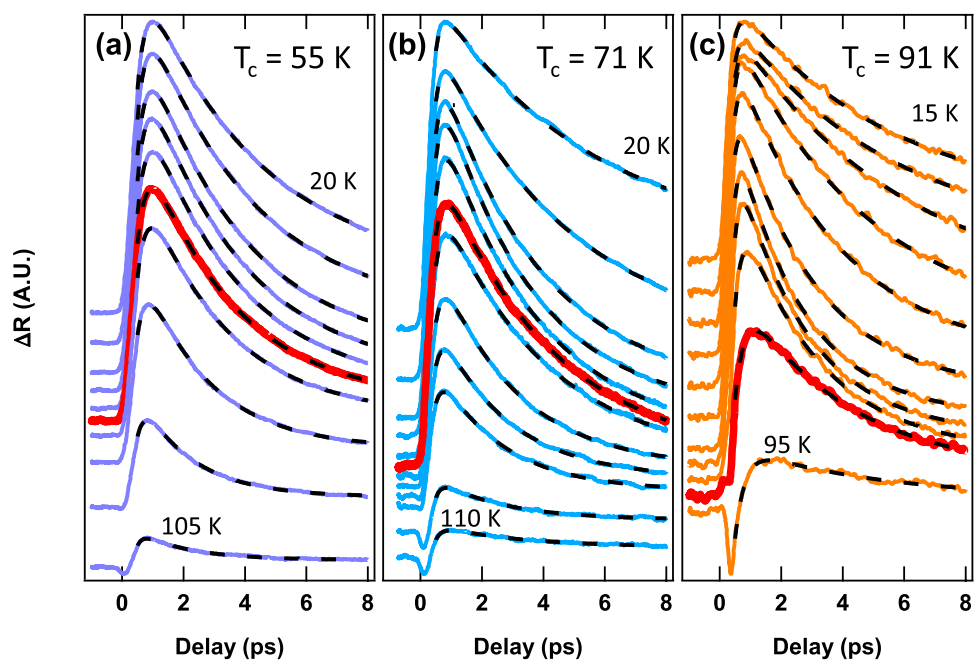 (a)
T_c = 55 K
20 K
105 K
(b)
T_c = 71 K
20 K
110 K
(c)
T_c = 91 K
15 K
95 K
ΔR (A.U.)
0 2 4 6 8
0 2 4 6 8
0 2 4 6 8
Delay (ps)
Delay (ps)
Delay (ps)